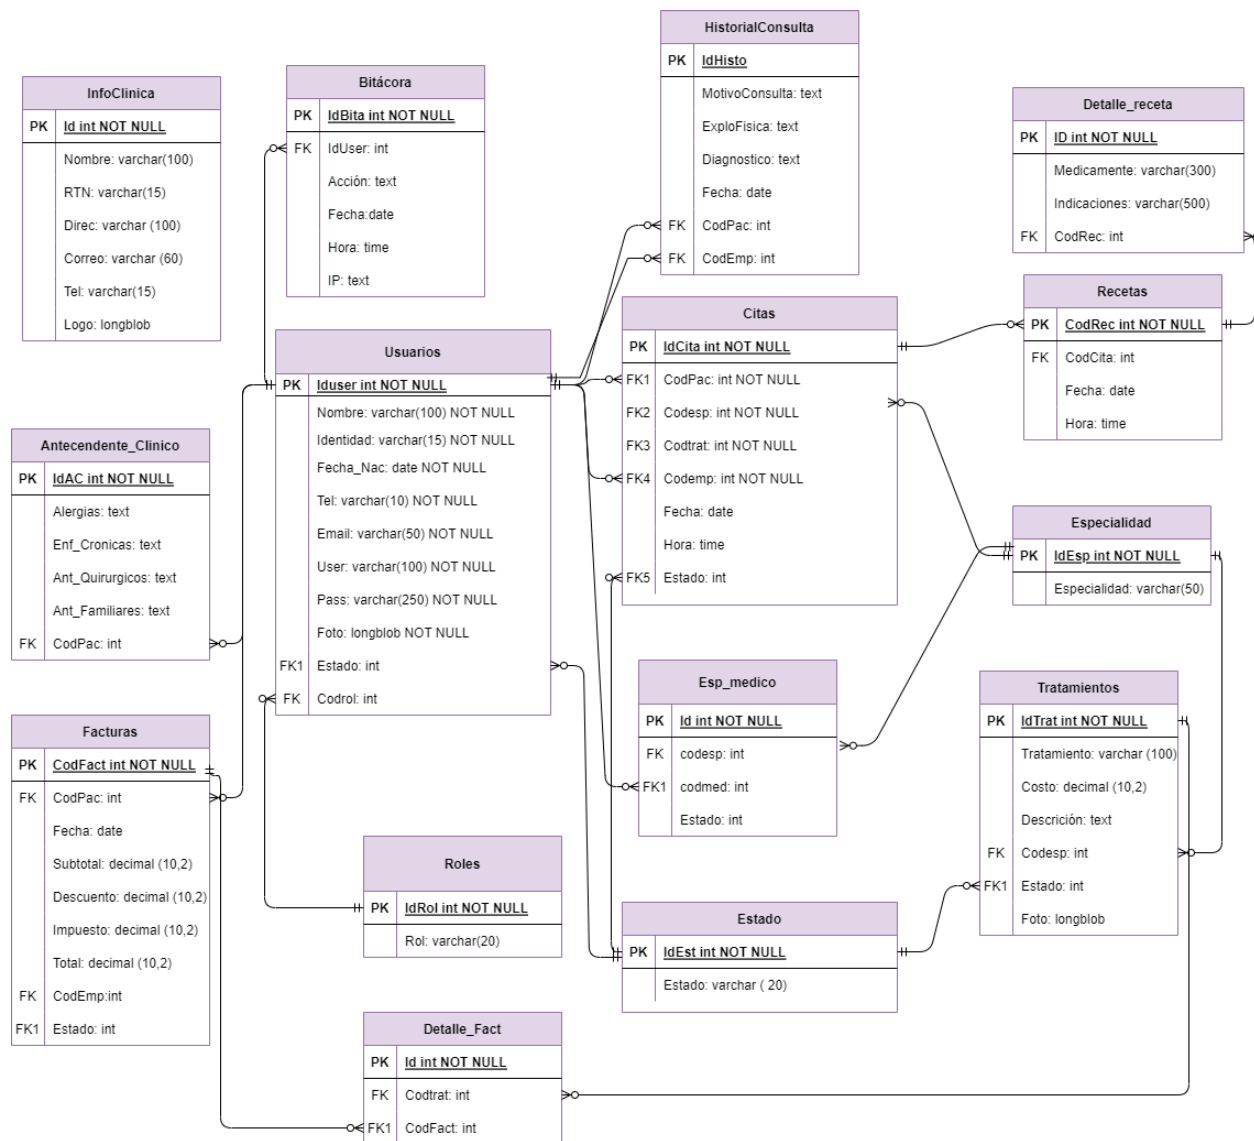 InfoClinica
PK Id int NOT NULL
Nombre: varchar(100)
RTN: varchar(15)
Direc: varchar (100)
Correo: varchar (60)
Tel: varchar(15)
Logo: longblob
Bitácora
PK IdBita int NOT NULL
FK IdUser: int
Acción: text
Fecha:date
Hora: time
IP: text
HistorialConsulta
PK IdHisto
MotivoConsulta: text
ExploFisica: text
Diagnostico: text
Fecha: date
FK CodPac: int
FK CodEmp: int
Detalle_receta
PK ID int NOT NULL
Medicamente: varchar(300)
Indicaciones: varchar(500)
FK CodRec: int
Recetas
PK CodRec int NOT NULL
FK CodCita: int
Fecha: date
Hora: time
Citas
PK IdCita int NOT NULL
FK1 CodPac: int NOT NULL
FK2 Codesp: int NOT NULL
FK3 Codtrat: int NOT NULL
FK4 Codemp: int NOT NULL
Fecha: date
Hora: time
FK5 Estado: int
Usuarios
PK Iduser int NOT NULL
Nombre: varchar(100) NOT NULL
Identidad: varchar(15) NOT NULL
Fecha_Nac: date NOT NULL
Tel: varchar(10) NOT NULL
Email: varchar(50) NOT NULL
User: varchar(100) NOT NULL
Pass: varchar(250) NOT NULL
Foto: longblob NOT NULL
FK1 Estado: int
FK Codrol: int
Antecendente_Clinico
PK IdAC int NOT NULL
Alergias: text
Enf_Cronicas: text
Ant_Quirurgicos: text
Ant_Familiares: text
FK CodPac: int
Especialidad
PK IdEsp int NOT NULL
Especialidad: varchar(50)
Esp_medico
PK Id int NOT NULL
FK codesp: int
FK1 codmed: int
Estado: int
Tratamientos
PK IdTrat int NOT NULL
Tratamiento: varchar (100)
Costo: decimal (10,2)
Descrición: text
FK Codesp: int
FK1 Estado: int
Foto: longblob
Facturas
PK CodFact int NOT NULL
FK CodPac: int
Fecha: date
Subtotal: decimal (10,2)
Descuento: decimal (10,2)
Impuesto: decimal (10,2)
Total: decimal (10,2)
FK CodEmp:int
FK1 Estado: int
Roles
PK IdRol int NOT NULL
Rol: varchar(20)
Estado
PK IdEst int NOT NULL
Estado: varchar ( 20)
Detalle_Fact
PK Id int NOT NULL
FK Codtrat: int
FK1 CodFact: int